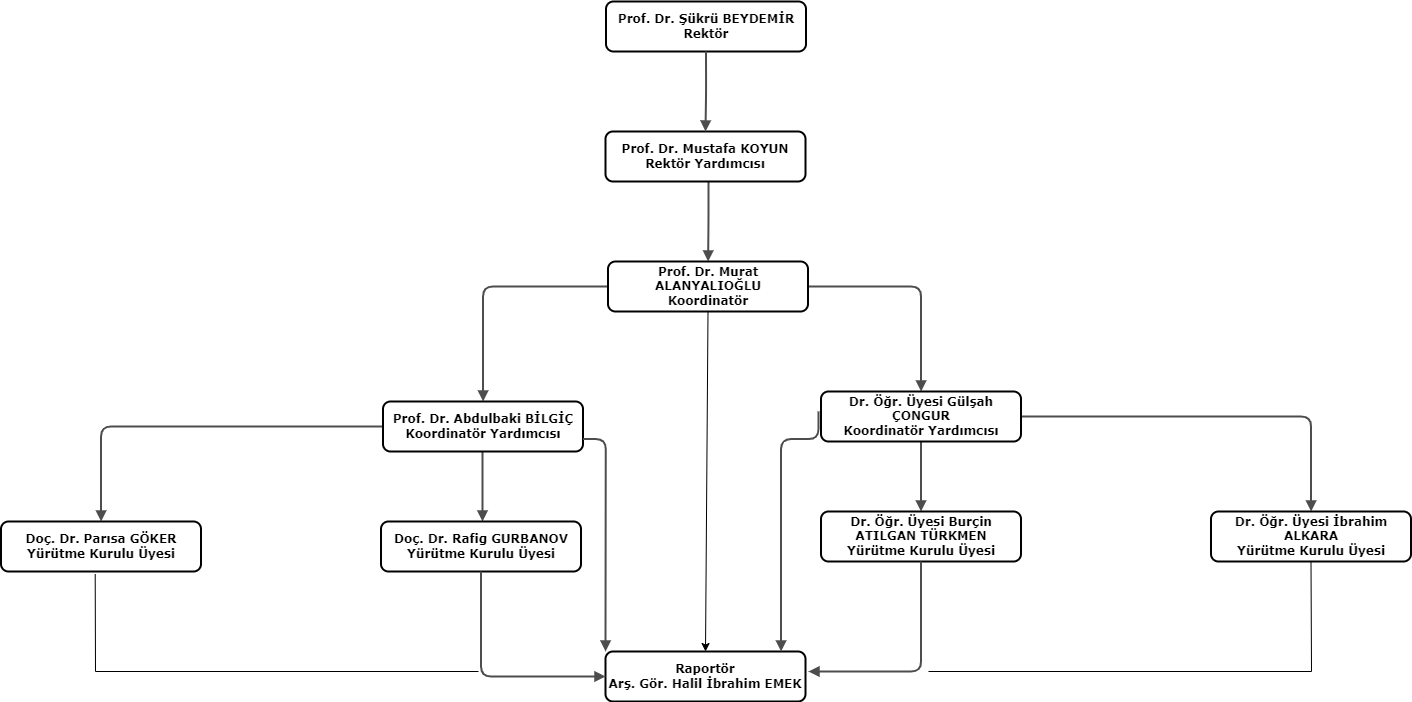 Prof. Dr. Şükrü BEYDEMİR
Rektör
Prof. Dr. Mustafa KOYUN
Rektör Yardımcısı
Prof. Dr. Murat
ALANYALIOĞLU
Koordinatör
Prof. Dr. Abdulbaki BİLGİÇ
Koordinatör Yardımcısı
Dr. Öğr. Üyesi Gülşah
ÇONGUR
Koordinatör Yardımcısı
Doç. Dr. Parısa GÖKER
Yürütme Kurulu Üyesi
Doç. Dr. Rafig GURBANOV
Yürütme Kurulu Üyesi
Dr. Öğr. Üyesi Burçin
ATILGAN TÜRKMEN
Yürütme Kurulu Üyesi
Dr. Öğr. Üyesi İbrahim
ALKARA
Yürütme Kurulu Üyesi
Raportör
Arş. Gör. Halil İbrahim EMEK